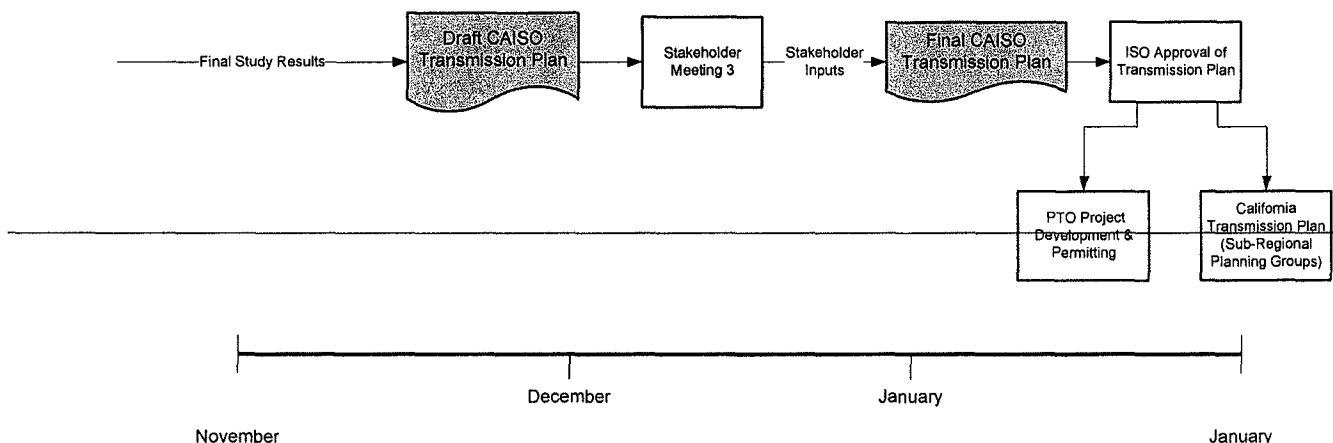 Final Study Results
Draft CAISO
Transmission Plan
Stakeholder
Meeting 3
Stakeholder
Inputs
Final CAISO
Transmission Plan
ISO Approval of
Transmission Plan
PTO Project
Development &
Permitting
California
Transmission Plan
(Sub-Regional
Planning Groups)
December
January
November
January